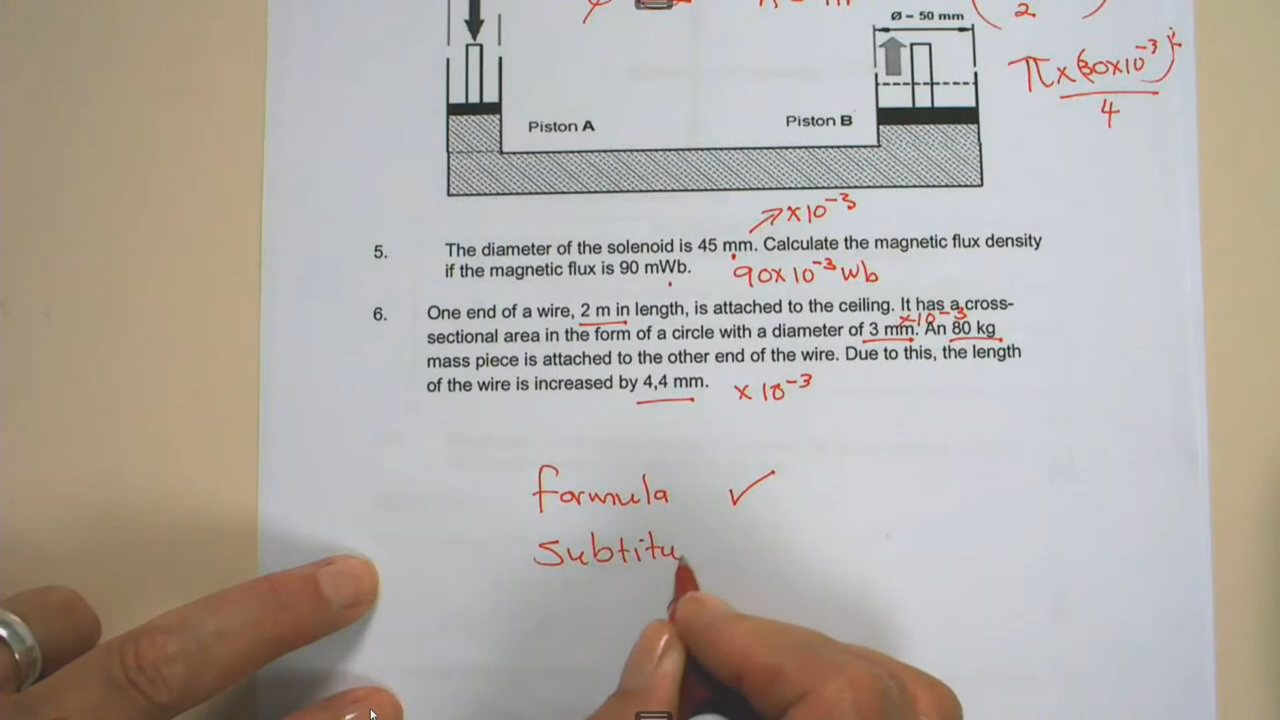 Ø – 50 mm
2
π x (30x10⁻³)²
4
Piston A
Piston B
↗x10⁻³
5. The diameter of the solenoid is 45 mm. Calculate the magnetic flux density
if the magnetic flux is 90 mWb.
90x10⁻³ Wb
6. One end of a wire, 2 m in length, is attached to the ceiling. It has a cross-
x10⁻³
sectional area in the form of a circle with a diameter of 3 mm. An 80 kg
mass piece is attached to the other end of the wire. Due to this, the length
of the wire is increased by 4,4 mm.
x 10⁻³
formula ✓
Subtitu